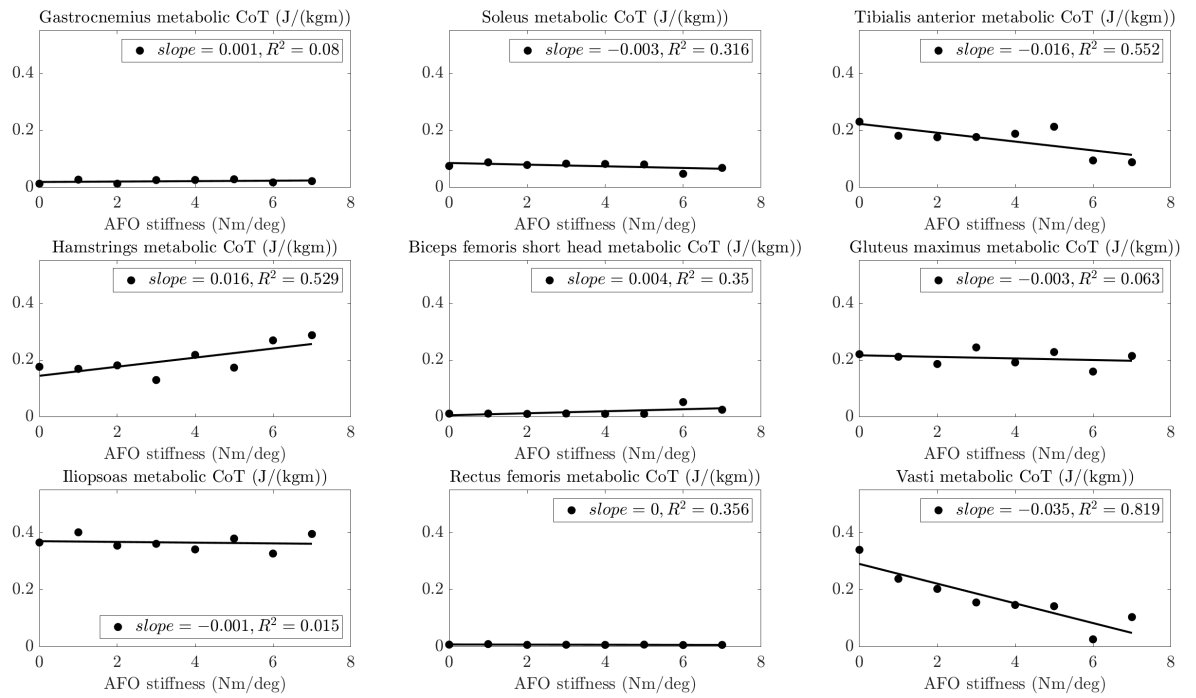 Gastrocnemius metabolic CoT (J/(kgm))
slope = 0.001, R² = 0.08
0.4
0.2
0
0 2 4 6 8
AFO stiffness (Nm/deg)
Soleus metabolic CoT (J/(kgm))
slope = −0.003, R² = 0.316
0.4
0.2
0
0 2 4 6 8
AFO stiffness (Nm/deg)
Tibialis anterior metabolic CoT (J/(kgm))
slope = −0.016, R² = 0.552
0.4
0.2
0
0 2 4 6 8
AFO stiffness (Nm/deg)
Hamstrings metabolic CoT (J/(kgm))
slope = 0.016, R² = 0.529
0.4
0.2
0
0 2 4 6 8
AFO stiffness (Nm/deg)
Biceps femoris short head metabolic CoT (J/(kgm))
slope = 0.004, R² = 0.35
0.4
0.2
0
0 2 4 6 8
AFO stiffness (Nm/deg)
Gluteus maximus metabolic CoT (J/(kgm))
slope = −0.003, R² = 0.063
0.4
0.2
0
0 2 4 6 8
AFO stiffness (Nm/deg)
Iliopsoas metabolic CoT (J/(kgm))
0.4
0.2
slope = −0.001, R² = 0.015
0
0 2 4 6 8
AFO stiffness (Nm/deg)
Rectus femoris metabolic CoT (J/(kgm))
slope = 0, R² = 0.356
0.4
0.2
0
0 2 4 6 8
AFO stiffness (Nm/deg)
Vasti metabolic CoT (J/(kgm))
slope = −0.035, R² = 0.819
0.4
0.2
0
0 2 4 6 8
AFO stiffness (Nm/deg)